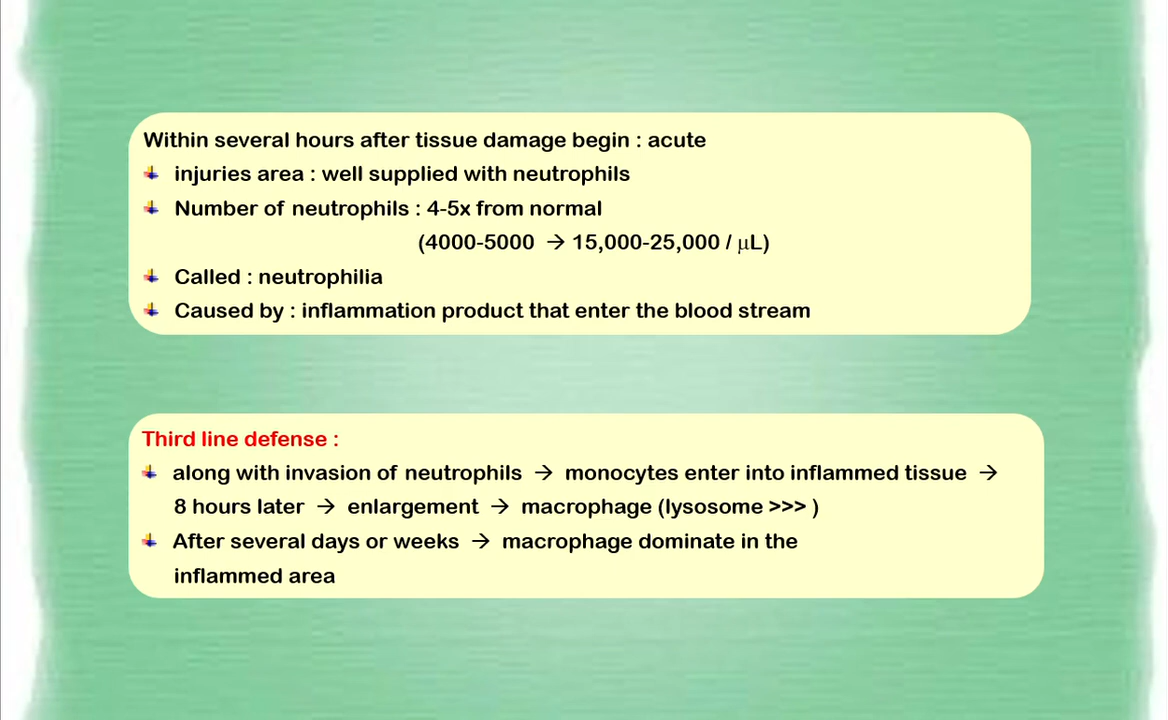 Within several hours after tissue damage begin : acute
injuries area : well supplied with neutrophils
Number of neutrophils : 4-5x from normal
(4000-5000 → 15,000-25,000 / µL)
Called : neutrophilia
Caused by : inflammation product that enter the blood stream
Third line defense :
along with invasion of neutrophils → monocytes enter into inflammed tissue →
8 hours later → enlargement → macrophage (lysosome >>> )
After several days or weeks → macrophage dominate in the
inflammed area